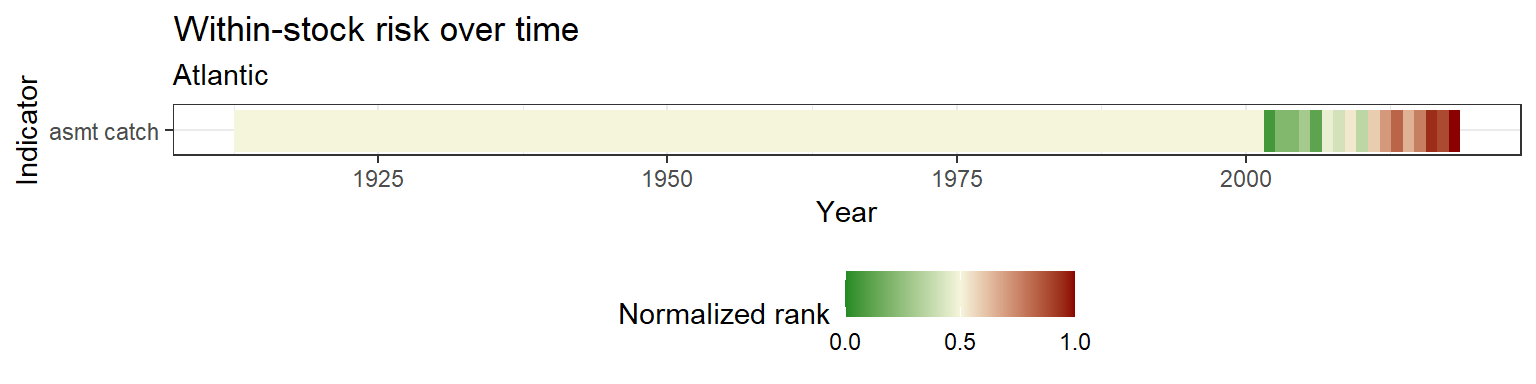 Within-stock risk over time
Atlantic
Indicator
asmt catch
1925 1950 1975 2000
Year
Normalized rank
0.0 0.5 1.0